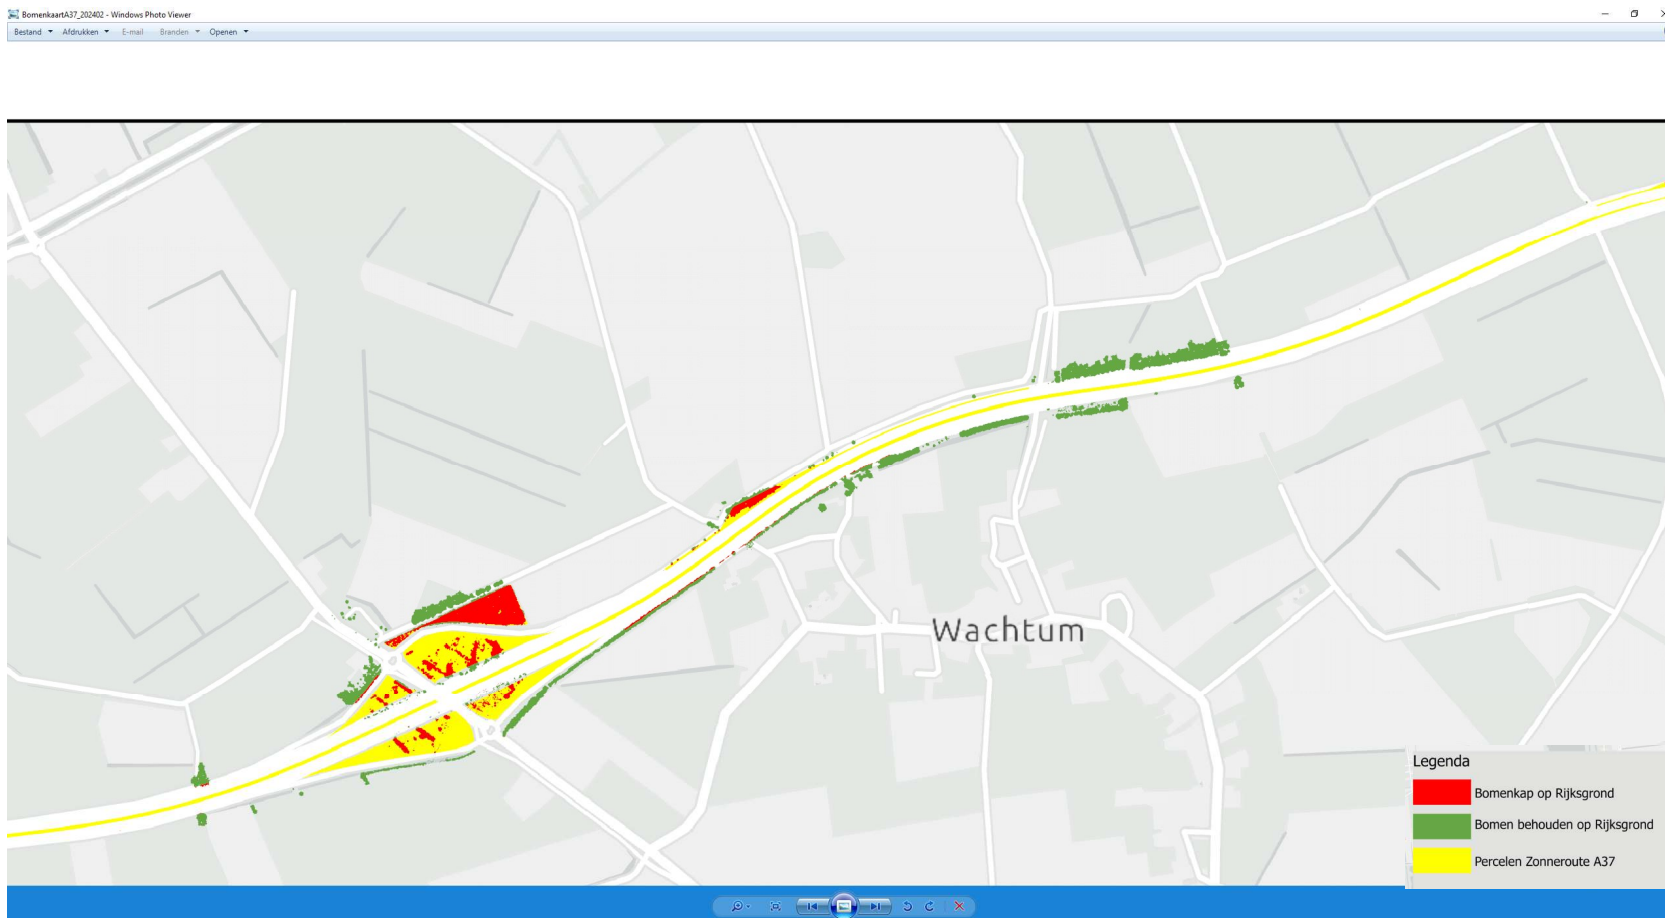 BomenkaartA37_202402 - Windows Photo Viewer
Bestand Afdrukken E-mail Branden Openen
Wachtum
Legenda
Bomenkap op Rijksgrond
Bomen behouden op Rijksgrond
Percelen Zonneroute A37